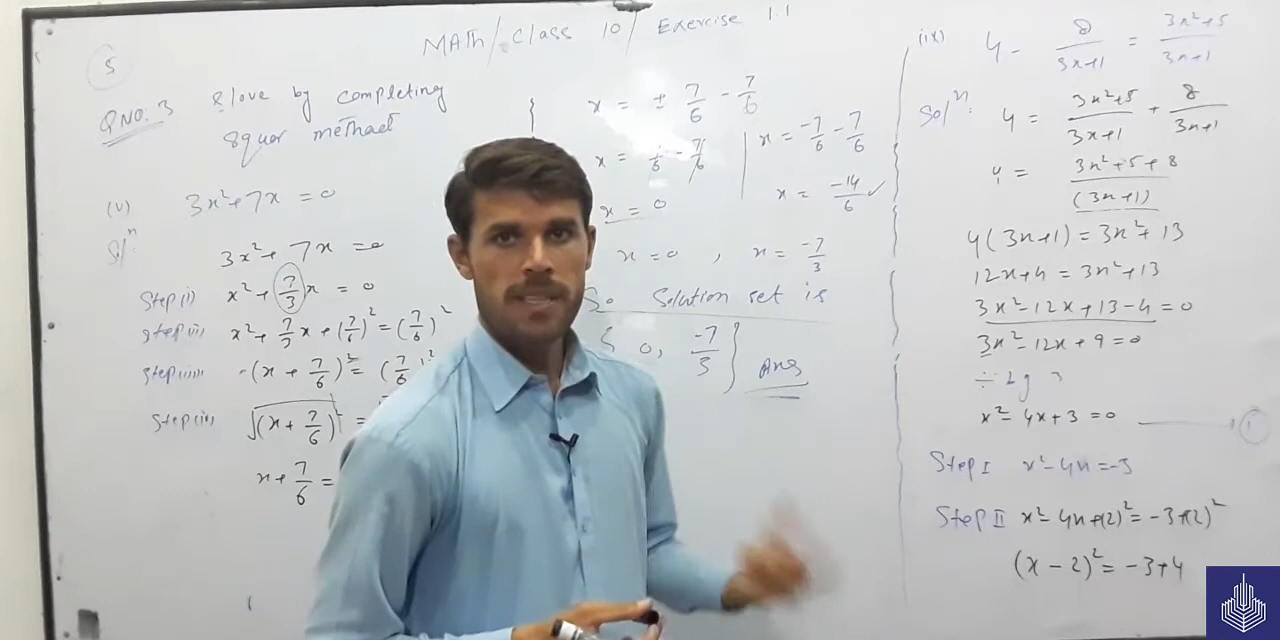 MATH/Class 10/ Exercise 1.1
5
QNO: 3 Slove by completing
squar methaed
(V) 3x²+7x=0
Sol^n
3x²+ 7x =0
Step(i) x²+ 7/3 x = 0
Step(ii) x²+ 7/3 x + (7/6)² = (7/6)²
Step(iii) (x + 7/6)² = (7/6)²
Step(iv) √(x + 7/6)² =
x + 7/6 =
x = ± 7/6 - 7/6
x = 7/6 - 7/6
x = 0
x = -7/6 - 7/6
x = -14/6 ✓
x = 0 , x = -7/3
So Solution set is
{ 0, -7/3 } Ans
(ix) 4 - 8/3x+1 = 3x²+5/3x+1
Sol^n: 4 = 3x²+5/3x+1 + 8/3x+1
4 = 3x²+5+8/(3x+1)
4(3x+1) = 3x²+13
12x+4 = 3x²+13
3x²-12x+13-4=0
3x²-12x+9=0
÷ by 3
x²-4x+3=0 → 1
Step I x²-4x=-3
Step II x²-4x+(2)²=-3+(2)²
(x-2)²=-3+4